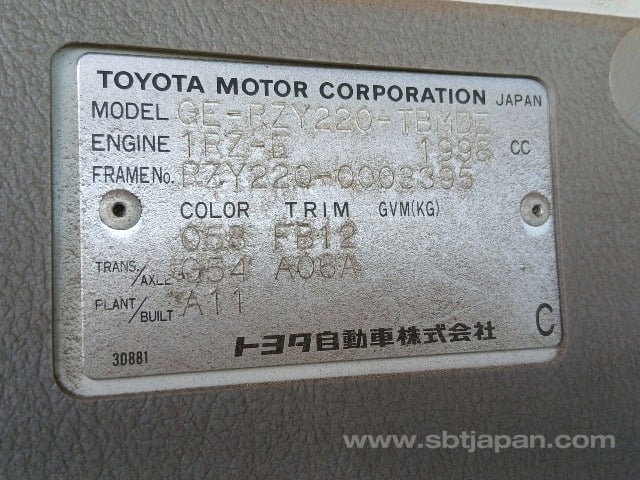 TOYOTA MOTOR CORPORATION JAPAN
MODEL GE-RZY220-TBMDE
ENGINE 1RZ-E 1998 CC
FRAME No. RZY220-0002395
COLOR TRIM GVM(KG)
058 FB12
TRANS./AXLE G54 A06A
PLANT/BUILT A11
トヨタ自動車株式会社 C
30881
www.sbtjapan.com